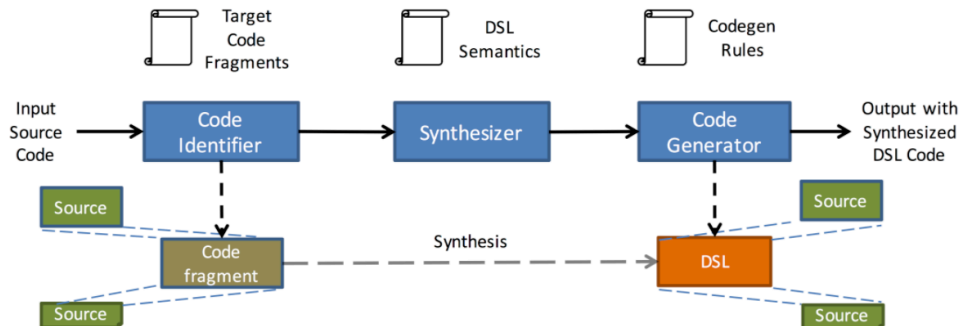 Target
Code
Fragments
DSL
Semantics
Codegen
Rules
Input
Source
Code
Code
Identifier
Synthesizer
Code
Generator
Output with
Synthesized
DSL Code
Source
Source
Code
fragment
Synthesis
DSL
Source
Source